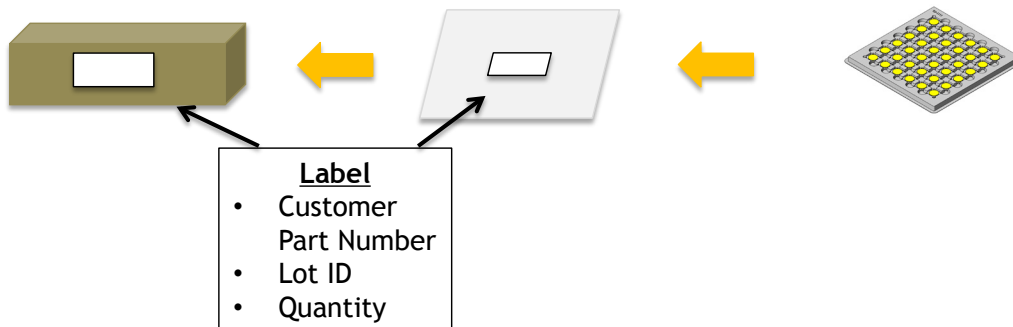 Label
• Customer
Part Number
• Lot ID
• Quantity